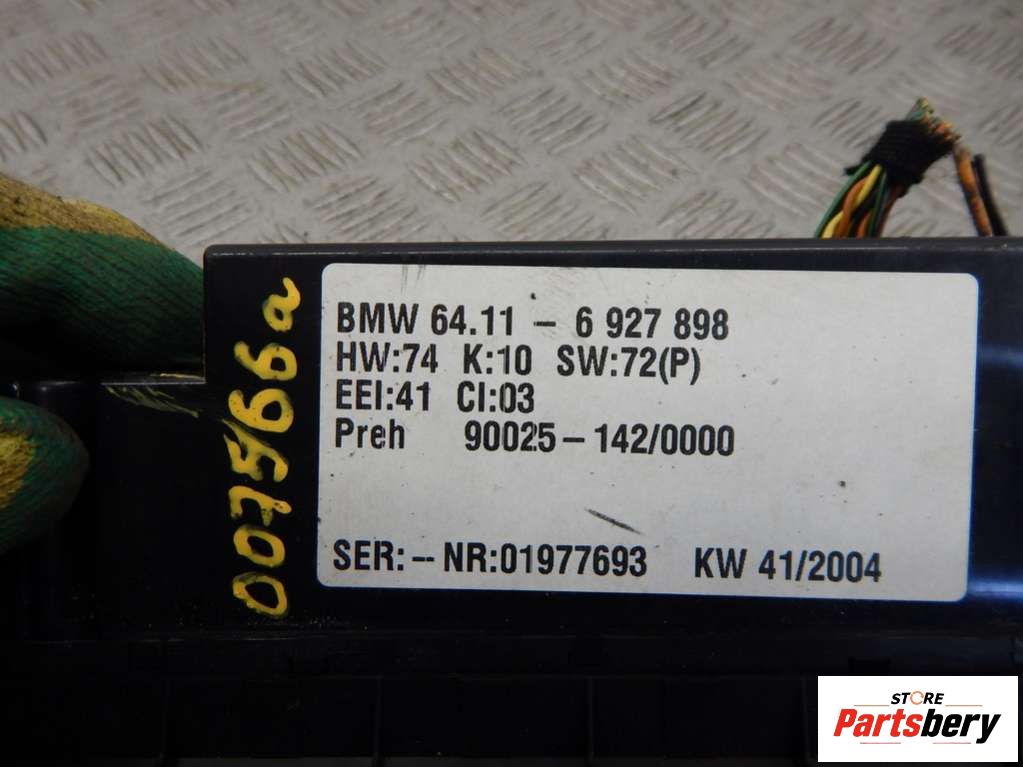 BMW 64.11 - 6 927 898
HW:74 K:10 SW:72(P)
EEI:41 CI:03
Preh 90025-142/0000
SER:-NR:01977693 KW 41/2004
007566a
STORE
Partsbery